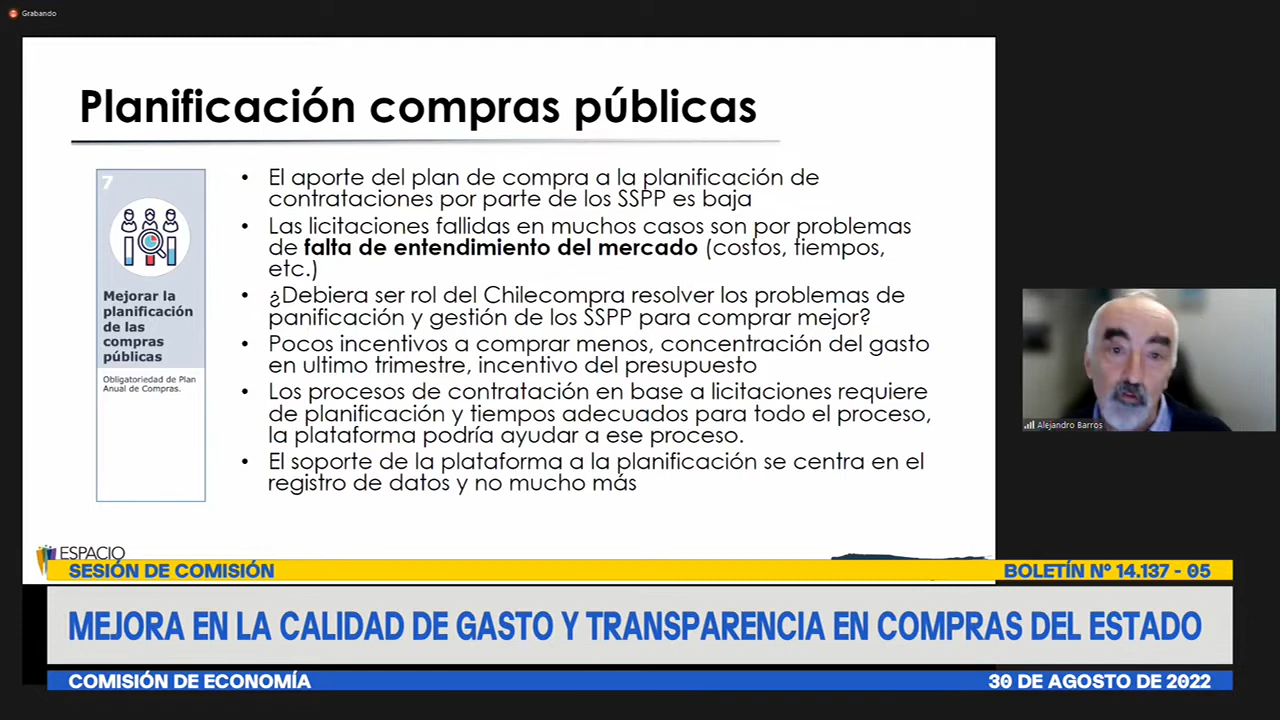 Grabando
Planificación compras públicas
7
Mejorar la
planificación
de las
compras
públicas
Obligatoriedad de Plan
Anual de Compras.
• El aporte del plan de compra a la planificación de
contrataciones por parte de los SSPP es baja
• Las licitaciones fallidas en muchos casos son por problemas
de falta de entendimiento del mercado (costos, tiempos,
etc.)
• ¿Debiera ser rol del Chilecompra resolver los problemas de
panificación y gestión de los SSPP para comprar mejor?
• Pocos incentivos a comprar menos, concentración del gasto
en ultimo trimestre, incentivo del presupuesto
• Los procesos de contratación en base a licitaciones requiere
de planificación y tiempos adecuados para todo el proceso,
la plataforma podría ayudar a ese proceso.
• El soporte de la plataforma a la planificación se centra en el
registro de datos y no mucho más
Alejandro Barros
ESPACIO
SESIÓN DE COMISIÓN
BOLETÍN N° 14.137 - 05
MEJORA EN LA CALIDAD DE GASTO Y TRANSPARENCIA EN COMPRAS DEL ESTADO
COMISIÓN DE ECONOMÍA
30 DE AGOSTO DE 2022